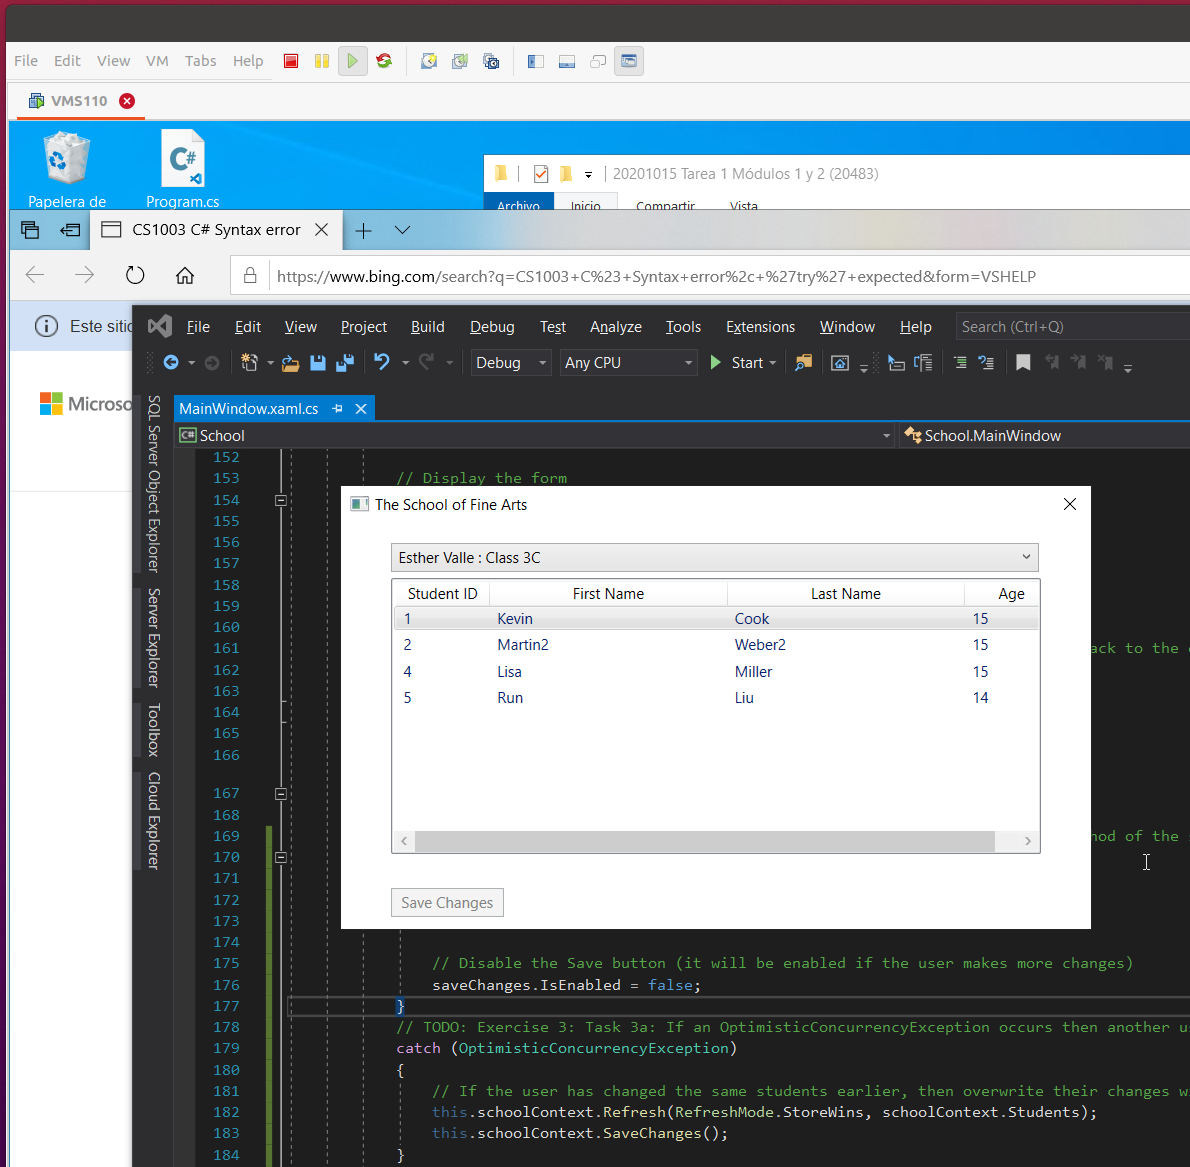 File Edit View VM Tabs Help
VMS110
Papelera de
C#
Program.cs
20201015 Tarea 1 Módulos 1 y 2 (20483)
Archivo Inicio Compartir Vista
CS1003 C# Syntax error
https://www.bing.com/search?q=CS1003+C%23+Syntax+error%2c+%27try%27+expected&form=VSHELP
Este sitio
Microso
File Edit View Project Build Debug Test Analyze Tools Extensions Window Help Search (Ctrl+Q)
Debug Any CPU Start
SQL Server Object Explorer
Server Explorer
Toolbox
Cloud Explorer
MainWindow.xaml.cs
C# School School.MainWindow
152
153 // Display the form
154
155
156
157
158
159
160
161 ack to the
162
163
164
165
166
167
168
169 hod of the
170
171
172
173
174
175 // Disable the Save button (it will be enabled if the user makes more changes)
176 saveChanges.IsEnabled = false;
177 }
178 // TODO: Exercise 3: Task 3a: If an OptimisticConcurrencyException occurs then another u
179 catch (OptimisticConcurrencyException)
180 {
181 // If the user has changed the same students earlier, then overwrite their changes w
182 this.schoolContext.Refresh(RefreshMode.StoreWins, schoolContext.Students);
183 this.schoolContext.SaveChanges();
184 }
The School of Fine Arts
Esther Valle : Class 3C
Student ID First Name Last Name Age
1 Kevin Cook 15
2 Martin2 Weber2 15
4 Lisa Miller 15
5 Run Liu 14
Save Changes